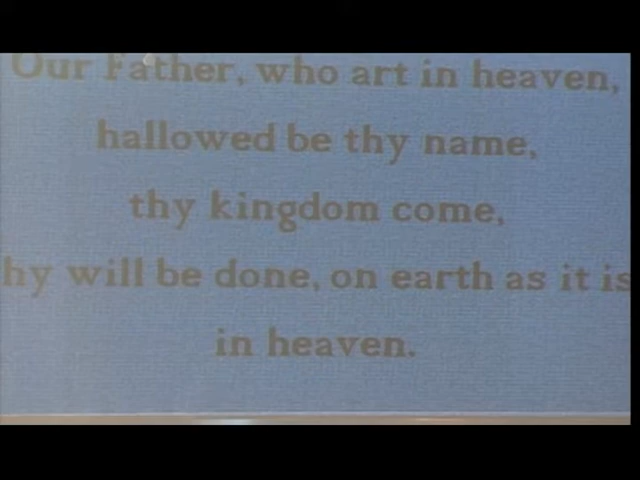 Our Father, who art in heaven,
hallowed be thy name,
thy kingdom come,
hy will be done, on earth as it is
in heaven.